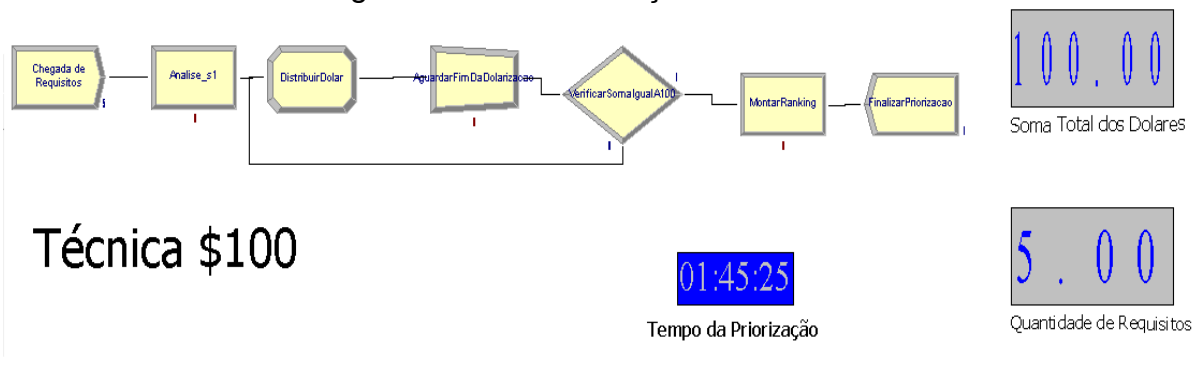 Chegada de
Requisitos
Analise_s1
DistribuirDolar
AguardarFimDaDolarizacao
VerificarSomaIgualA100
MontarRanking
FinalizarPriorizacao
100.00
Soma Total dos Dolares
Técnica $100
01:45:25
Tempo da Priorização
5.00
Quantidade de Requisitos